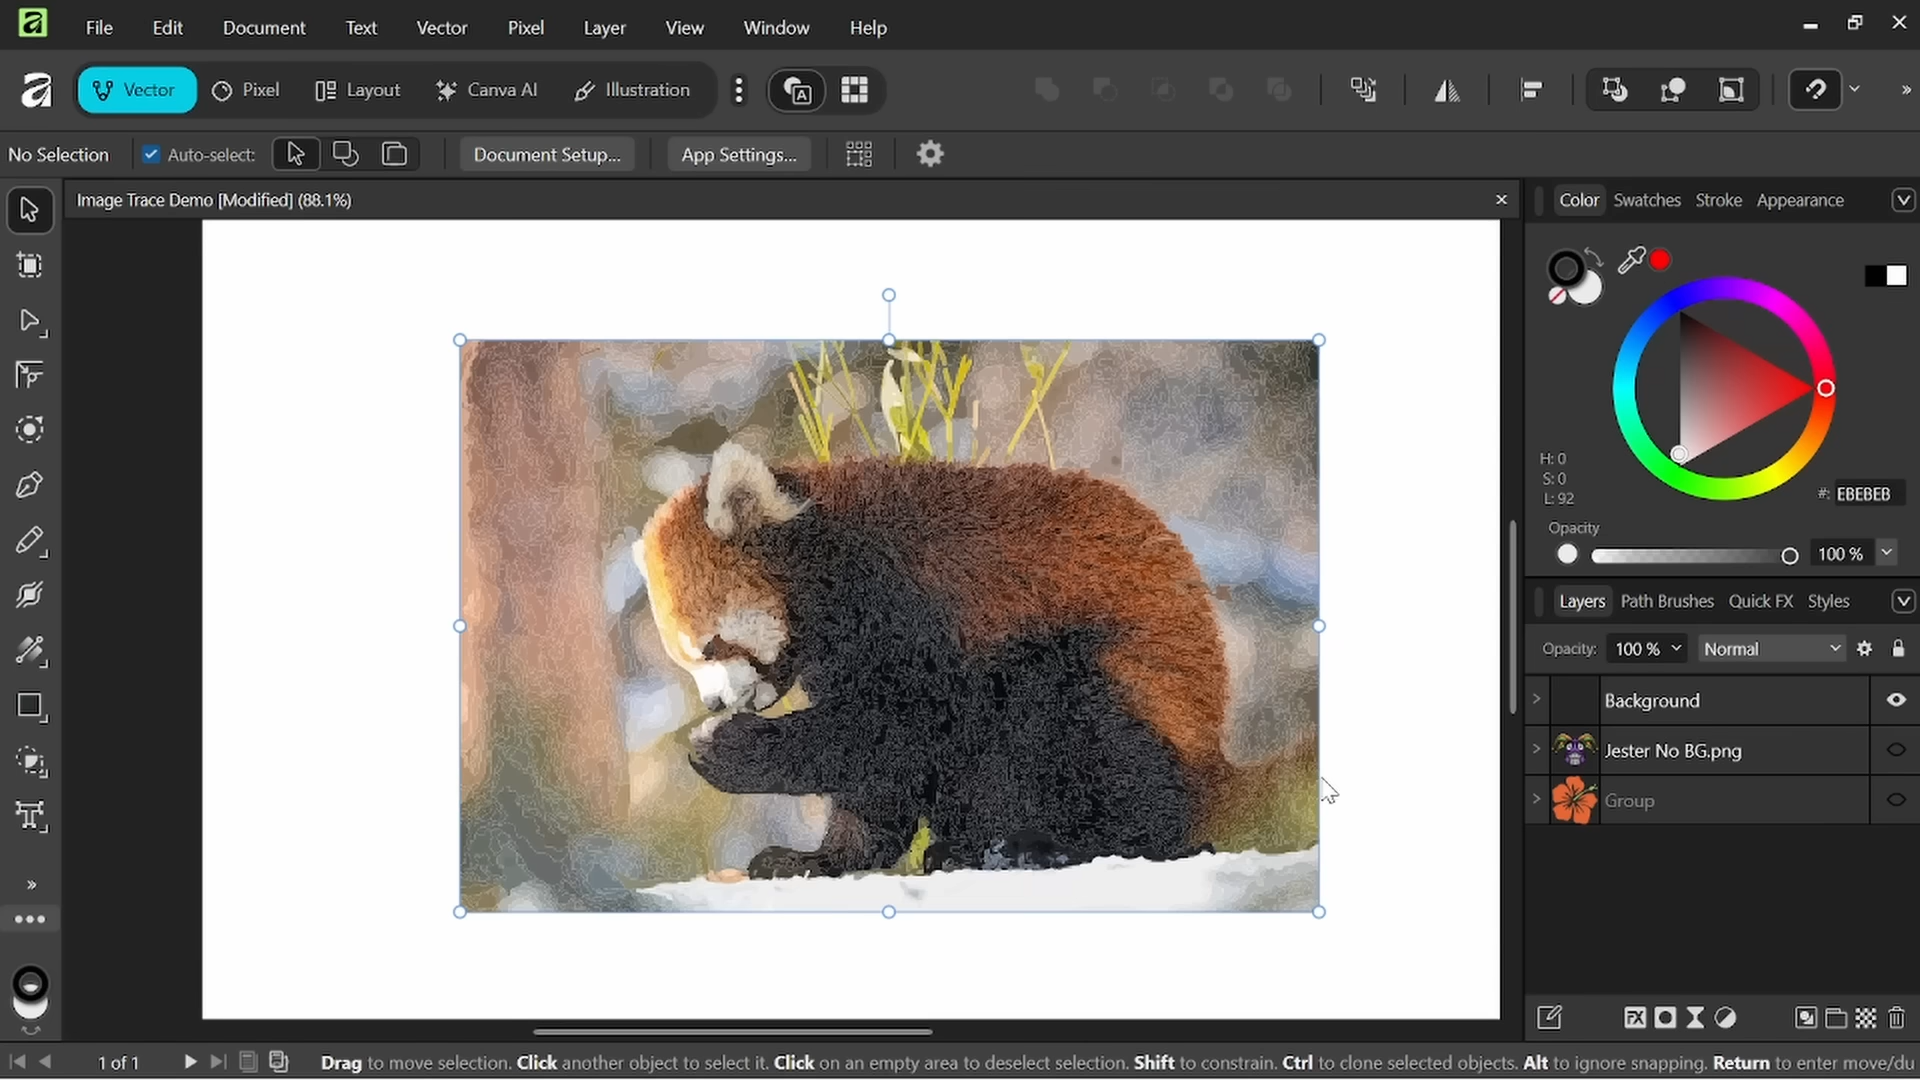 File Edit Document Text Vector Pixel Layer View Window Help
Vector Pixel Layout Canva AI Illustration
No Selection Auto-select: Document Setup... App Settings...
Image Trace Demo [Modified] (88.1%)
Color Swatches Stroke Appearance
H: 0
S: 0
L: 92
#: EBEBEB
Opacity
100 %
Layers Path Brushes Quick FX Styles
Opacity: 100 % Normal
Background
Jester No BG.png
Group
1 of 1
Drag to move selection. Click another object to select it. Click on an empty area to deselect selection. Shift to constrain. Ctrl to clone selected objects. Alt to ignore snapping. Return to enter move/du